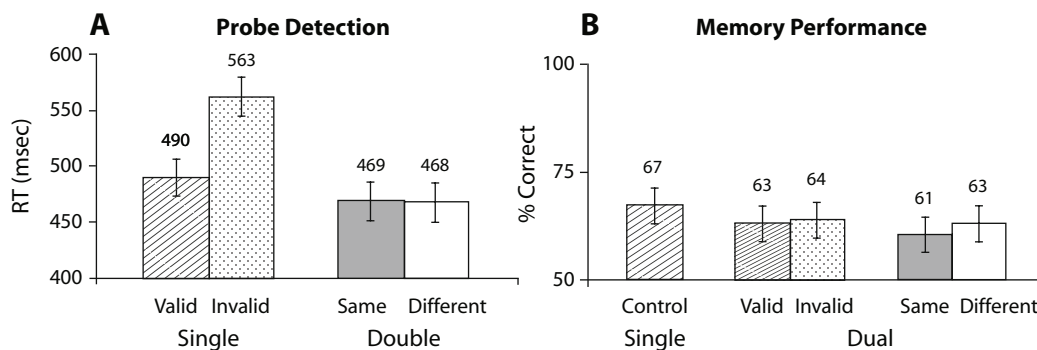 A Probe Detection
600
550
500
450
400
RT (msec)
490
563
469
468
Valid Invalid Same Different
Single Double
B Memory Performance
100
75
50
% Correct
67
63
64
61
63
Control Valid Invalid Same Different
Single Dual